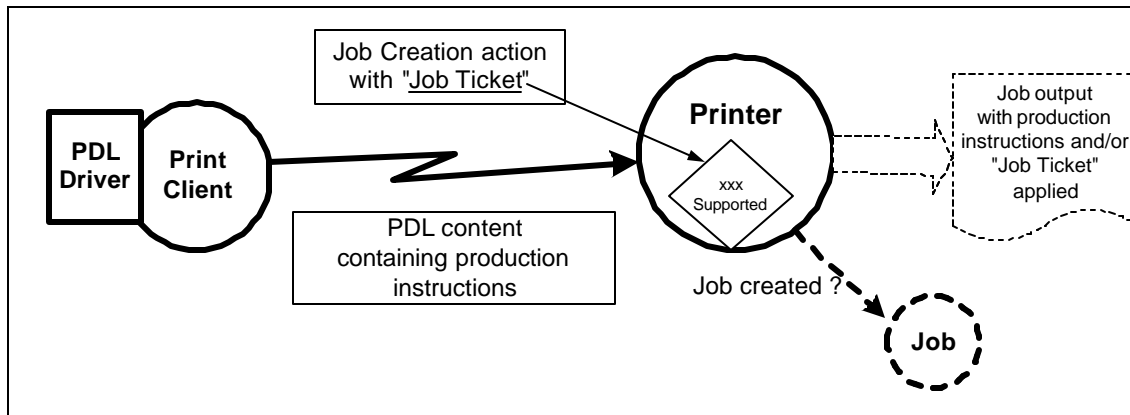 Job Creation action
with "Job Ticket"
PDL
Driver
Print
Client
PDL content
containing production
instructions
Printer
xxx
Supported
Job created ?
Job
Job output
with production
instructions and/or
"Job Ticket"
applied